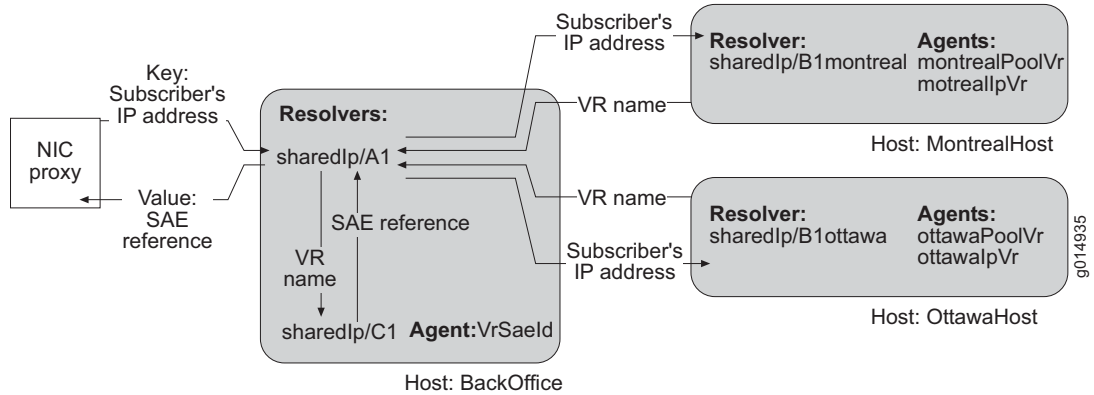 Key:
Subscriber's
IP address
NIC
proxy
Value:
SAE
reference
Resolvers:
sharedIp/A1
SAE reference
VR
name
sharedIp/C1 Agent:VrSaeId
Host: BackOffice
Subscriber's
IP address
VR name
Resolver: Agents:
sharedIp/B1montreal montrealPoolVr
motrealIpVr
Host: MontrealHost
VR name
Subscriber's
IP address
Resolver: Agents:
sharedIp/B1ottawa ottawaPoolVr
ottawaIpVr
Host: OttawaHost
g014935